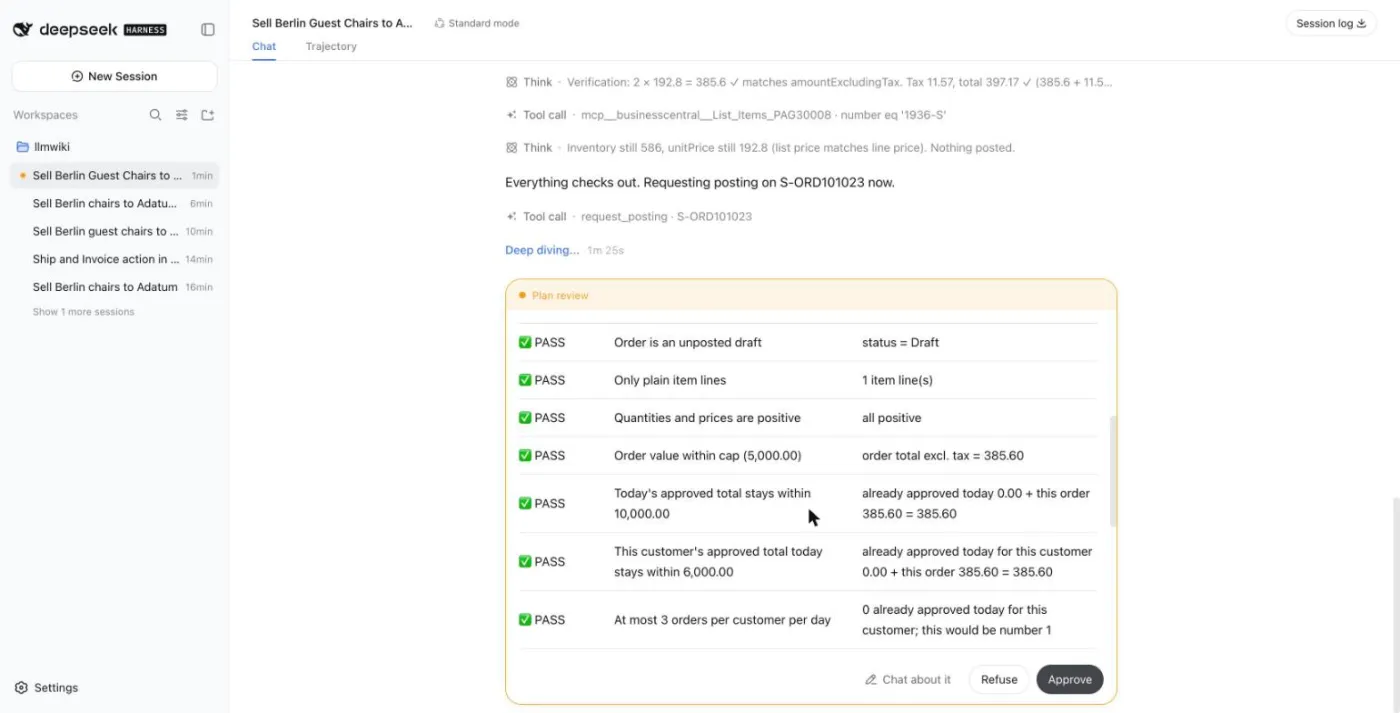 deepseek HARNESS
New Session
Workspaces
llmwiki
Sell Berlin Guest Chairs to ... 1min
Sell Berlin chairs to Adatu... 6min
Sell Berlin guest chairs to ... 10min
Ship and Invoice action in ... 14min
Sell Berlin chairs to Adatum 16min
Show 1 more sessions
Settings
Sell Berlin Guest Chairs to A... Standard mode
Session log
Chat Trajectory
Think · Verification: 2 × 192.8 = 385.6 ✓ matches amountExcludingTax. Tax 11.57, total 397.17 ✓ (385.6 + 11.5...
Tool call · mcp__businesscentral__List_Items_PAG30008 · number eq '1936-S'
Think · Inventory still 586, unitPrice still 192.8 (list price matches line price). Nothing posted.
Everything checks out. Requesting posting on S-ORD101023 now.
Tool call · request_posting · S-ORD101023
Deep diving... 1m 25s
Plan review
✅ PASS Order is an unposted draft status = Draft
✅ PASS Only plain item lines 1 item line(s)
✅ PASS Quantities and prices are positive all positive
✅ PASS Order value within cap (5,000.00) order total excl. tax = 385.60
✅ PASS Today's approved total stays within 10,000.00 already approved today 0.00 + this order 385.60 = 385.60
✅ PASS This customer's approved total today stays within 6,000.00 already approved today for this customer 0.00 + this order 385.60 = 385.60
✅ PASS At most 3 orders per customer per day 0 already approved today for this customer; this would be number 1
Chat about it Refuse Approve